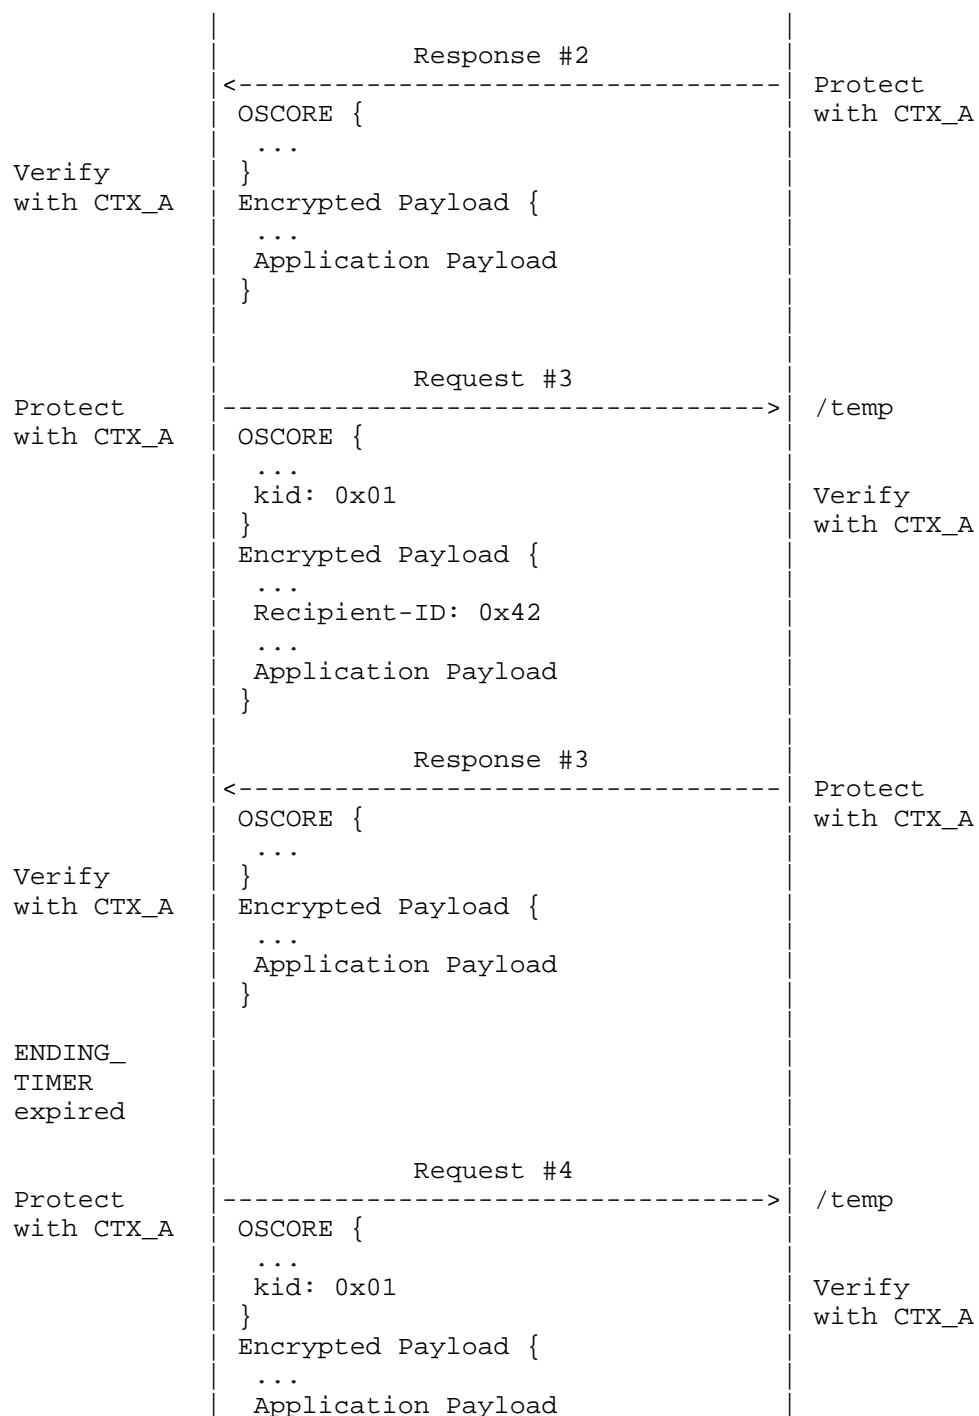 |                                   |
            |            Response #2            |
            |<----------------------------------| Protect
            | OSCORE {                          | with CTX_A
            |  ...                              |
Verify      | }                                 |
with CTX_A  | Encrypted Payload {               |
            |  ...                              |
            |  Application Payload              |
            | }                                 |
            |                                   |
            |                                   |
            |            Request #3             |
Protect     |---------------------------------->| /temp
with CTX_A  | OSCORE {                          |
            |  ...                              |
            |  kid: 0x01                        | Verify
            | }                                 | with CTX_A
            | Encrypted Payload {               |
            |  ...                              |
            |  Recipient-ID: 0x42               |
            |  ...                              |
            |  Application Payload              |
            | }                                 |
            |                                   |
            |            Response #3            |
            |<----------------------------------| Protect
            | OSCORE {                          | with CTX_A
            |  ...                              |
Verify      | }                                 |
with CTX_A  | Encrypted Payload {               |
            |  ...                              |
            |  Application Payload              |
            | }                                 |
            |                                   |
ENDING_     |                                   |
TIMER       |                                   |
expired     |                                   |
            |                                   |
            |            Request #4             |
Protect     |---------------------------------->| /temp
with CTX_A  | OSCORE {                          |
            |  ...                              |
            |  kid: 0x01                        | Verify
            | }                                 | with CTX_A
            | Encrypted Payload {               |
            |  ...                              |
            |  Application Payload              |